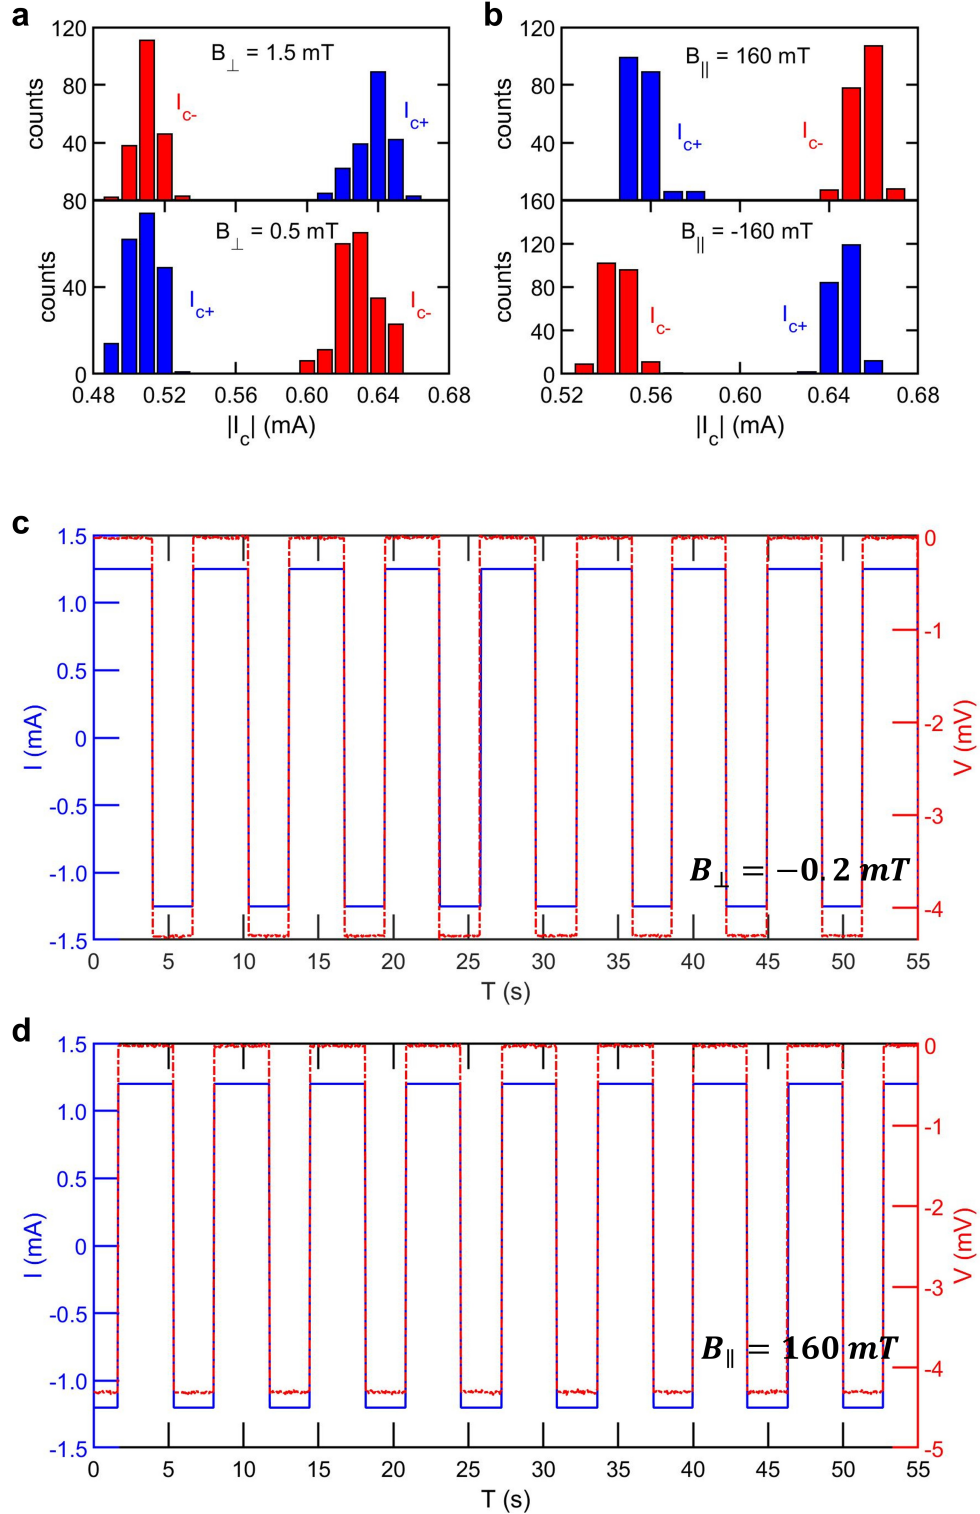 a
120
80
40
80
counts
B⊥ = 1.5 mT
Ic-
Ic+
40
0
counts
B⊥ = 0.5 mT
Ic+
Ic-
0.48
0.52
0.56
0.60
0.64
0.68
|Ic| (mA)
b
120
80
40
160
counts
B|| = 160 mT
Ic+
Ic-
120
80
40
0
counts
B|| = -160 mT
Ic-
Ic+
0.52
0.56
0.60
0.64
0.68
|Ic| (mA)
c
1.5
1.0
0.5
0
-0.5
-1.0
-1.5
I (mA)
0
-1
-2
-3
-4
V (mV)
B⊥ = −0.2 mT
0
5
10
15
20
25
30
35
40
45
50
55
T (s)
d
1.5
1.0
0.5
0
-0.5
-1.0
-1.5
I (mA)
0
-1
-2
-3
-4
-5
V (mV)
B∥ = 160 mT
0
5
10
15
20
25
30
35
40
45
50
55
T (s)